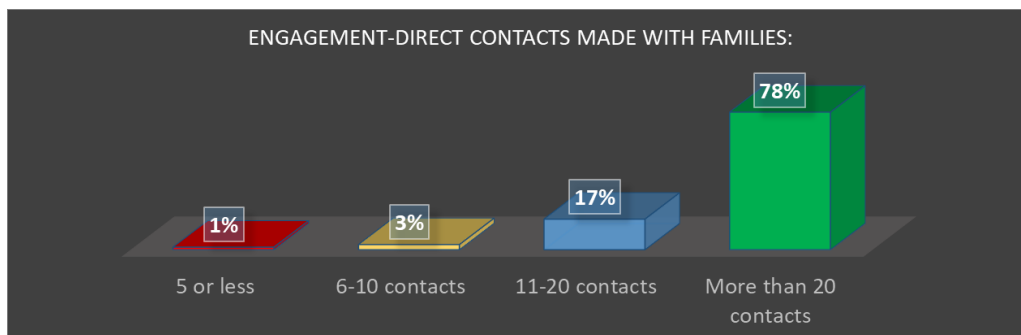 ENGAGEMENT-DIRECT CONTACTS MADE WITH FAMILIES:
1%
3%
17%
78%
5 or less
6-10 contacts
11-20 contacts
More than 20
contacts